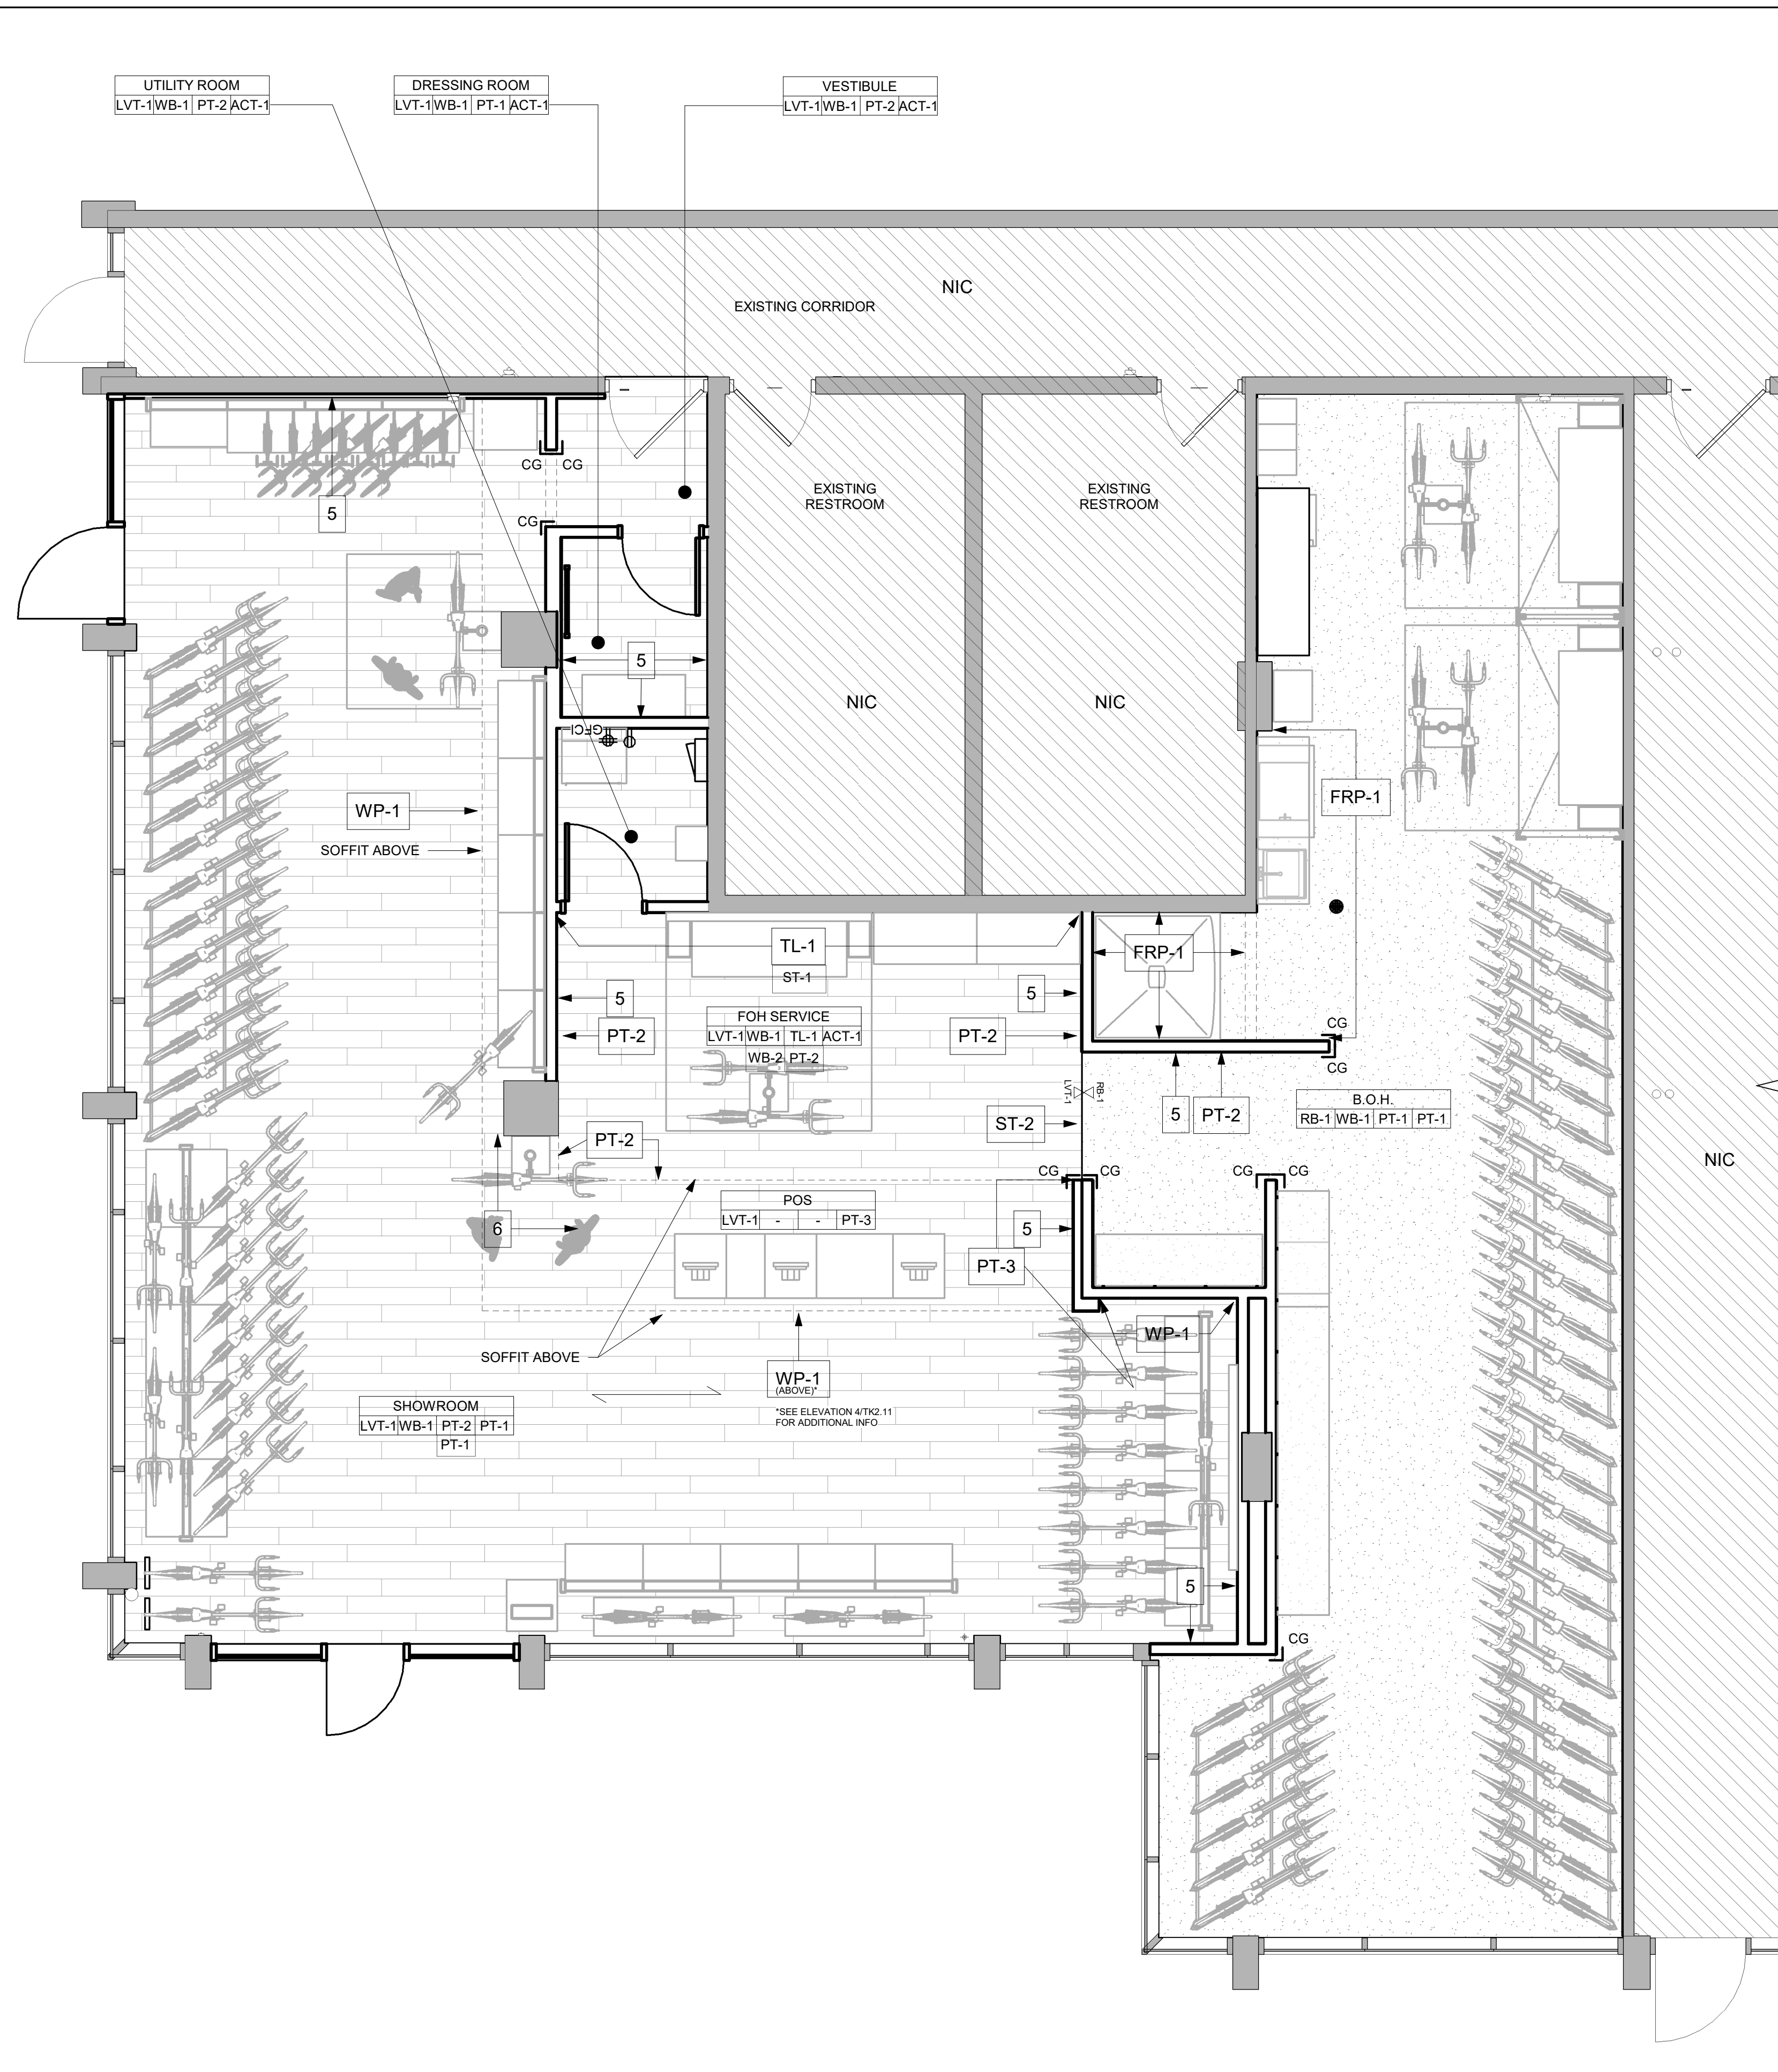 UTILITY ROOM
LVT-1 WB-1 PT-2 ACT-1
DRESSING ROOM
LVT-1 WB-1 PT-1 ACT-1
VESTIBULE
LVT-1 WB-1 PT-2 ACT-1
NIC
EXISTING CORRIDOR
CG CG
EXISTING
RESTROOM
EXISTING
RESTROOM
5
CG
5
NIC
NIC
GFCI
WP-1
FRP-1
SOFFIT ABOVE
TL-1
ST-1
FRP-1
5
5
FOH SERVICE
LVT-1 WB-1 TL-1 ACT-1
WB-2 PT-2
PT-2
PT-2
CG
CG
LVT-1
RB-1
B.O.H.
RB-1 WB-1 PT-1 PT-1
5
PT-2
ST-2
PT-2
NIC
CG CG
CG CG
POS
LVT-1 - - PT-3
6
5
PT-3
WP-1
SOFFIT ABOVE
WP-1
(ABOVE)*
*SEE ELEVATION 4/TK2.11
FOR ADDITIONAL INFO
SHOWROOM
LVT-1 WB-1 PT-2 PT-1
PT-1
5
CG